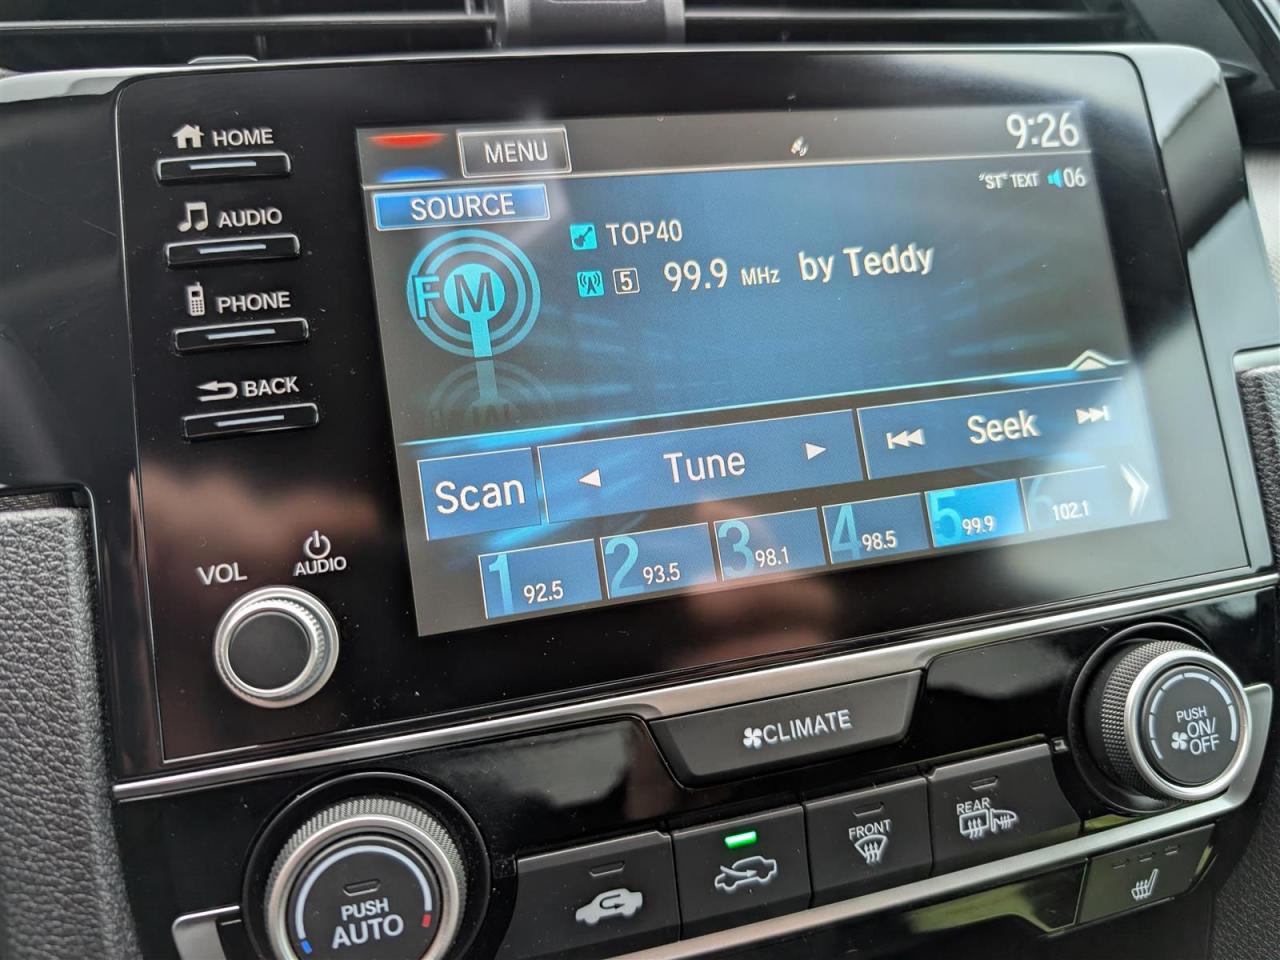 HOME
AUDIO
PHONE
BACK
VOL
AUDIO
MENU
9:26
SOURCE
"ST" TEXT 06
TOP40
FM
5 99.9 MHz by Teddy
Scan
Tune
Seek
1 92.5
2 93.5
3 98.1
4 98.5
5 99.9
6 102.1
CLIMATE
PUSH
ON/
OFF
FRONT
REAR
PUSH
AUTO